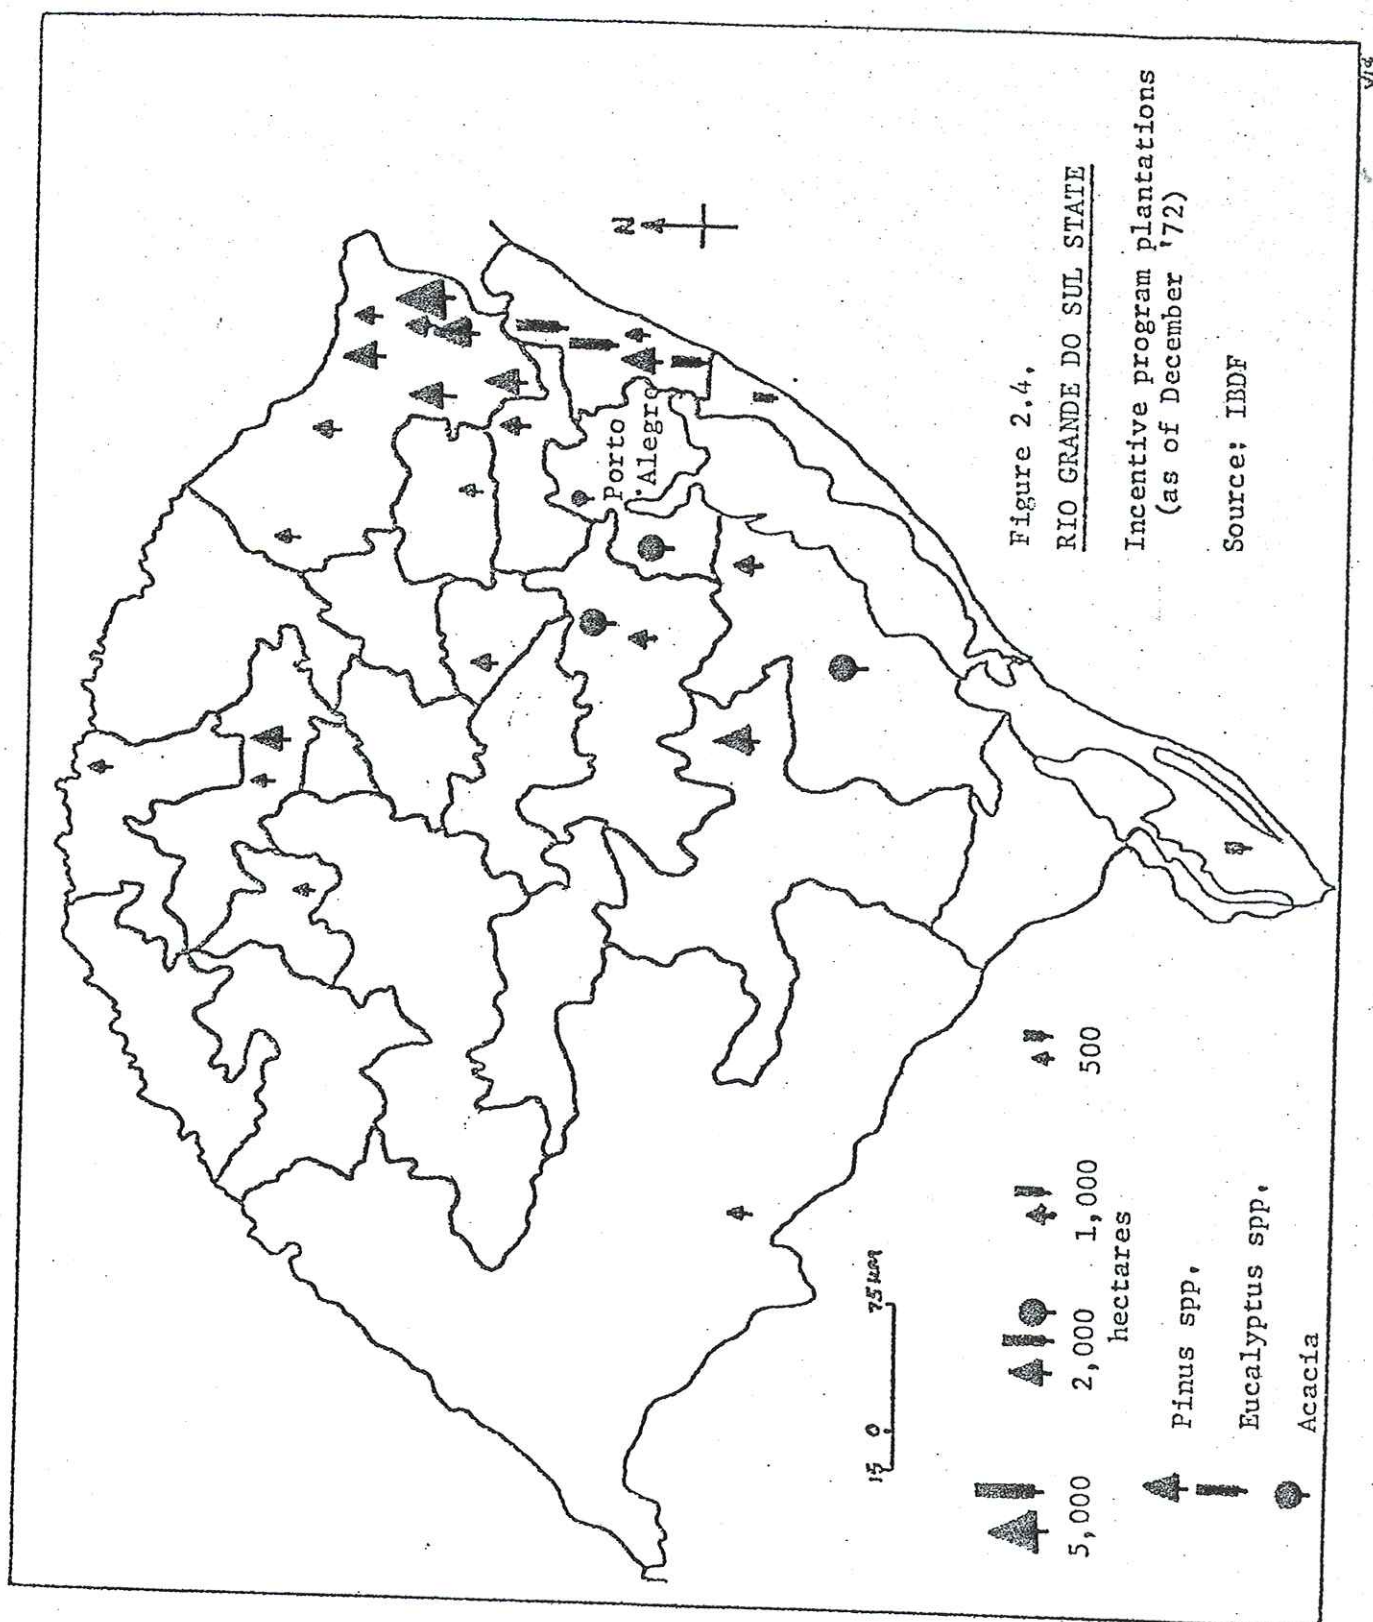 Porto
Alegre
N
Figure 2.4.
RIO GRANDE DO SUL STATE
Incentive program plantations
(as of December '72)
Source: IBDF
15 0 75 km
5,000 2,000 1,000 500
hectares
Pinus spp.
Eucalyptus spp.
Acacia